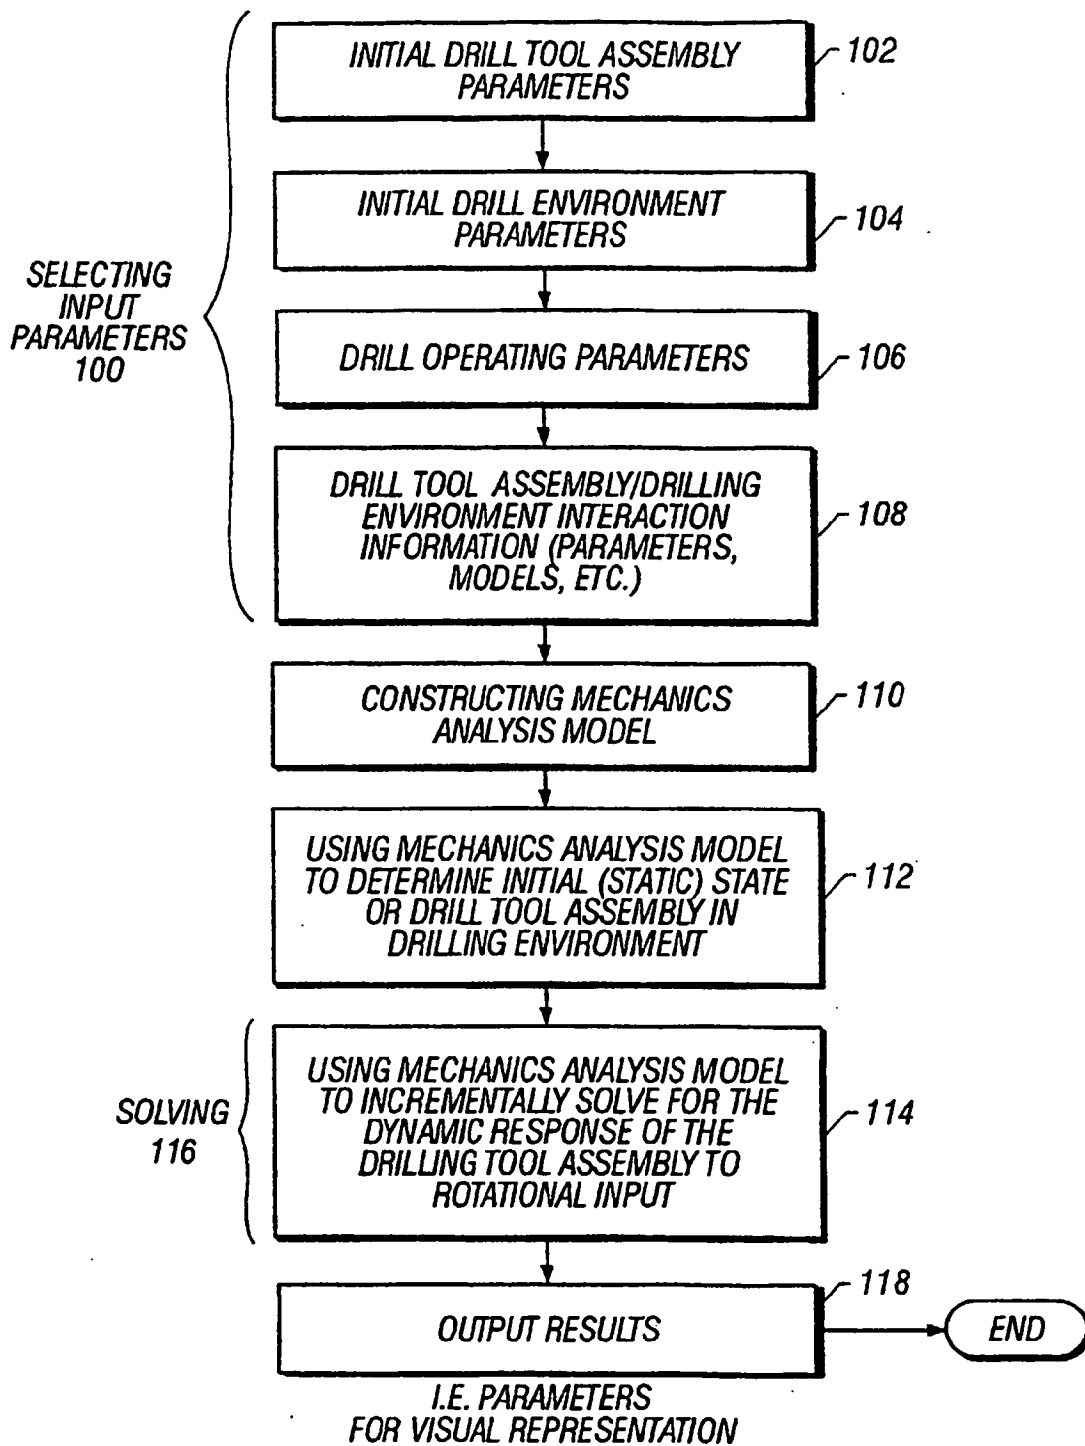 INITIAL DRILL TOOL ASSEMBLY
PARAMETERS
102
INITIAL DRILL ENVIRONMENT
PARAMETERS
104
SELECTING
INPUT
PARAMETERS
100
DRILL OPERATING PARAMETERS
106
DRILL TOOL ASSEMBLY/DRILLING
ENVIRONMENT INTERACTION
INFORMATION (PARAMETERS,
MODELS, ETC.)
108
CONSTRUCTING MECHANICS
ANALYSIS MODEL
110
USING MECHANICS ANALYSIS MODEL
TO DETERMINE INITIAL (STATIC) STATE
OR DRILL TOOL ASSEMBLY IN
DRILLING ENVIRONMENT
112
SOLVING
116
USING MECHANICS ANALYSIS MODEL
TO INCREMENTALLY SOLVE FOR THE
DYNAMIC RESPONSE OF THE
DRILLING TOOL ASSEMBLY TO
ROTATIONAL INPUT
114
OUTPUT RESULTS
118
END
I.E. PARAMETERS
FOR VISUAL REPRESENTATION